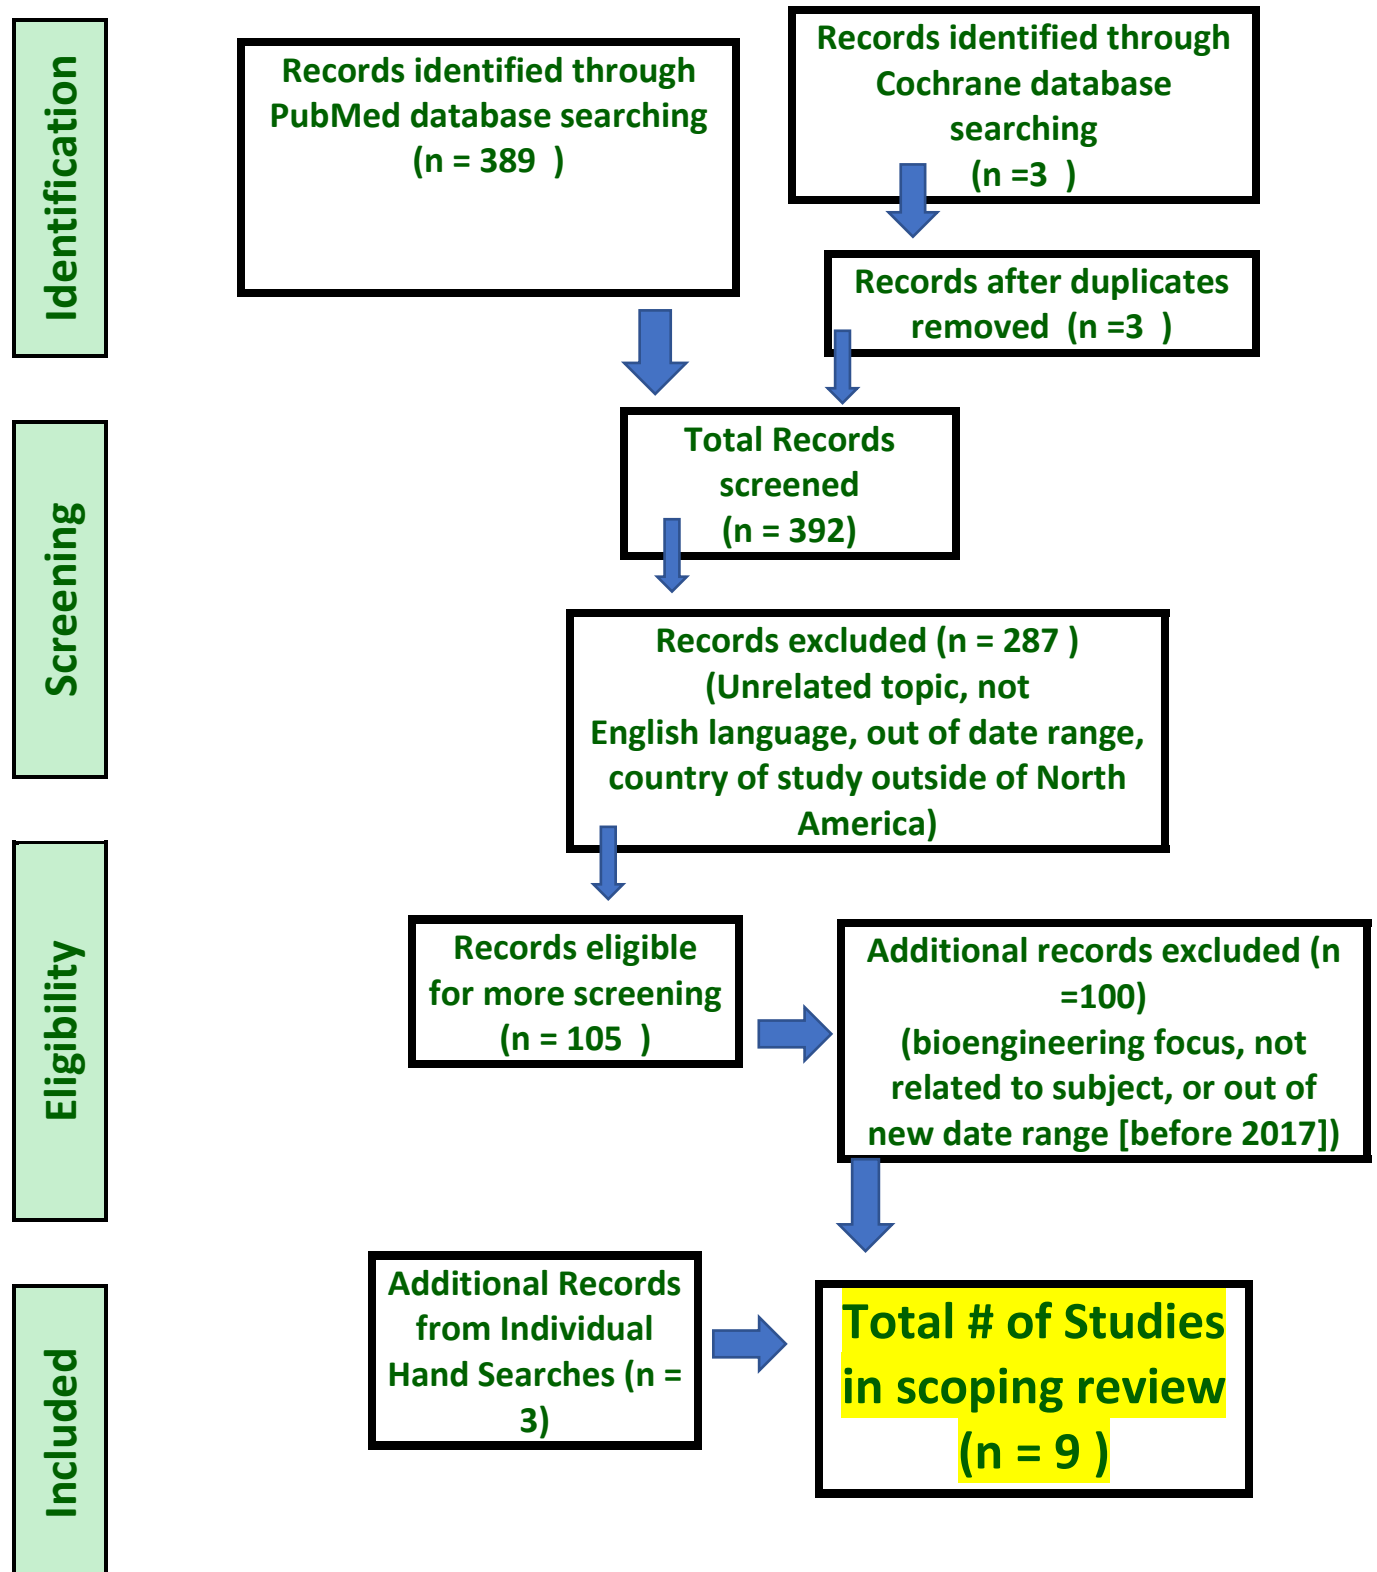 Identification
Records identified through
PubMed database searching
(n = 389  )
Records identified through
Cochrane database
searching
(n =3  )
Records after duplicates
removed  (n =3  )
Screening
Total Records
screened
(n = 392)
Records excluded (n = 287 )
(Unrelated topic, not
English language, out of date range,
country of study outside of North
America)
Eligibility
Records eligible
for more screening
(n = 105  )
Additional records excluded (n
=100)
(bioengineering focus, not
related to subject, or out of
new date range [before 2017])
Included
Additional Records
from Individual
Hand Searches (n =
3)
Total # of Studies
in scoping review
(n = 9 )